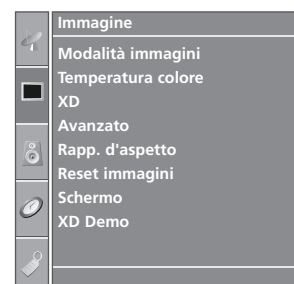 Immagine
Modalità immagini
Temperatura colore
XD
Avanzato
Rapp. d'aspetto
Reset immagini
Schermo
XD Demo